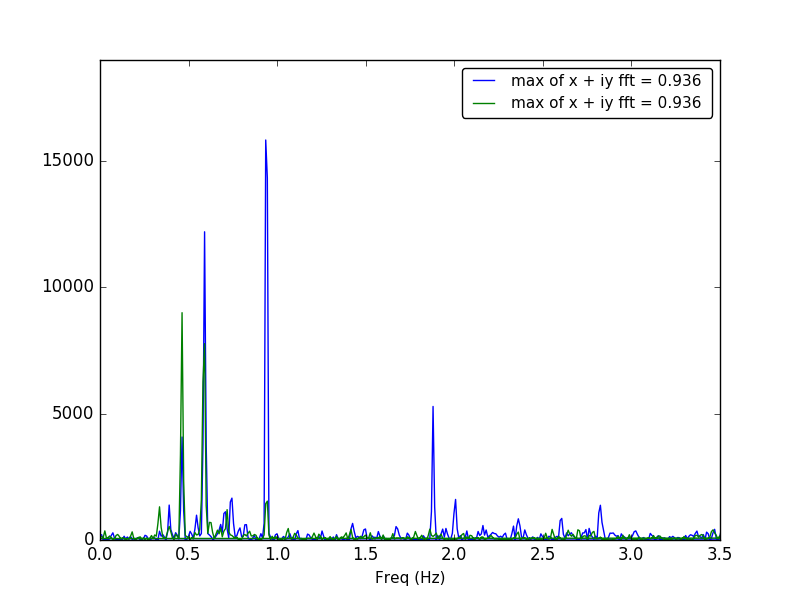 max of x + iy fft = 0.936
max of x + iy fft = 0.936
15000
10000
5000
0
0.0 0.5 1.0 1.5 2.0 2.5 3.0 3.5
Freq (Hz)